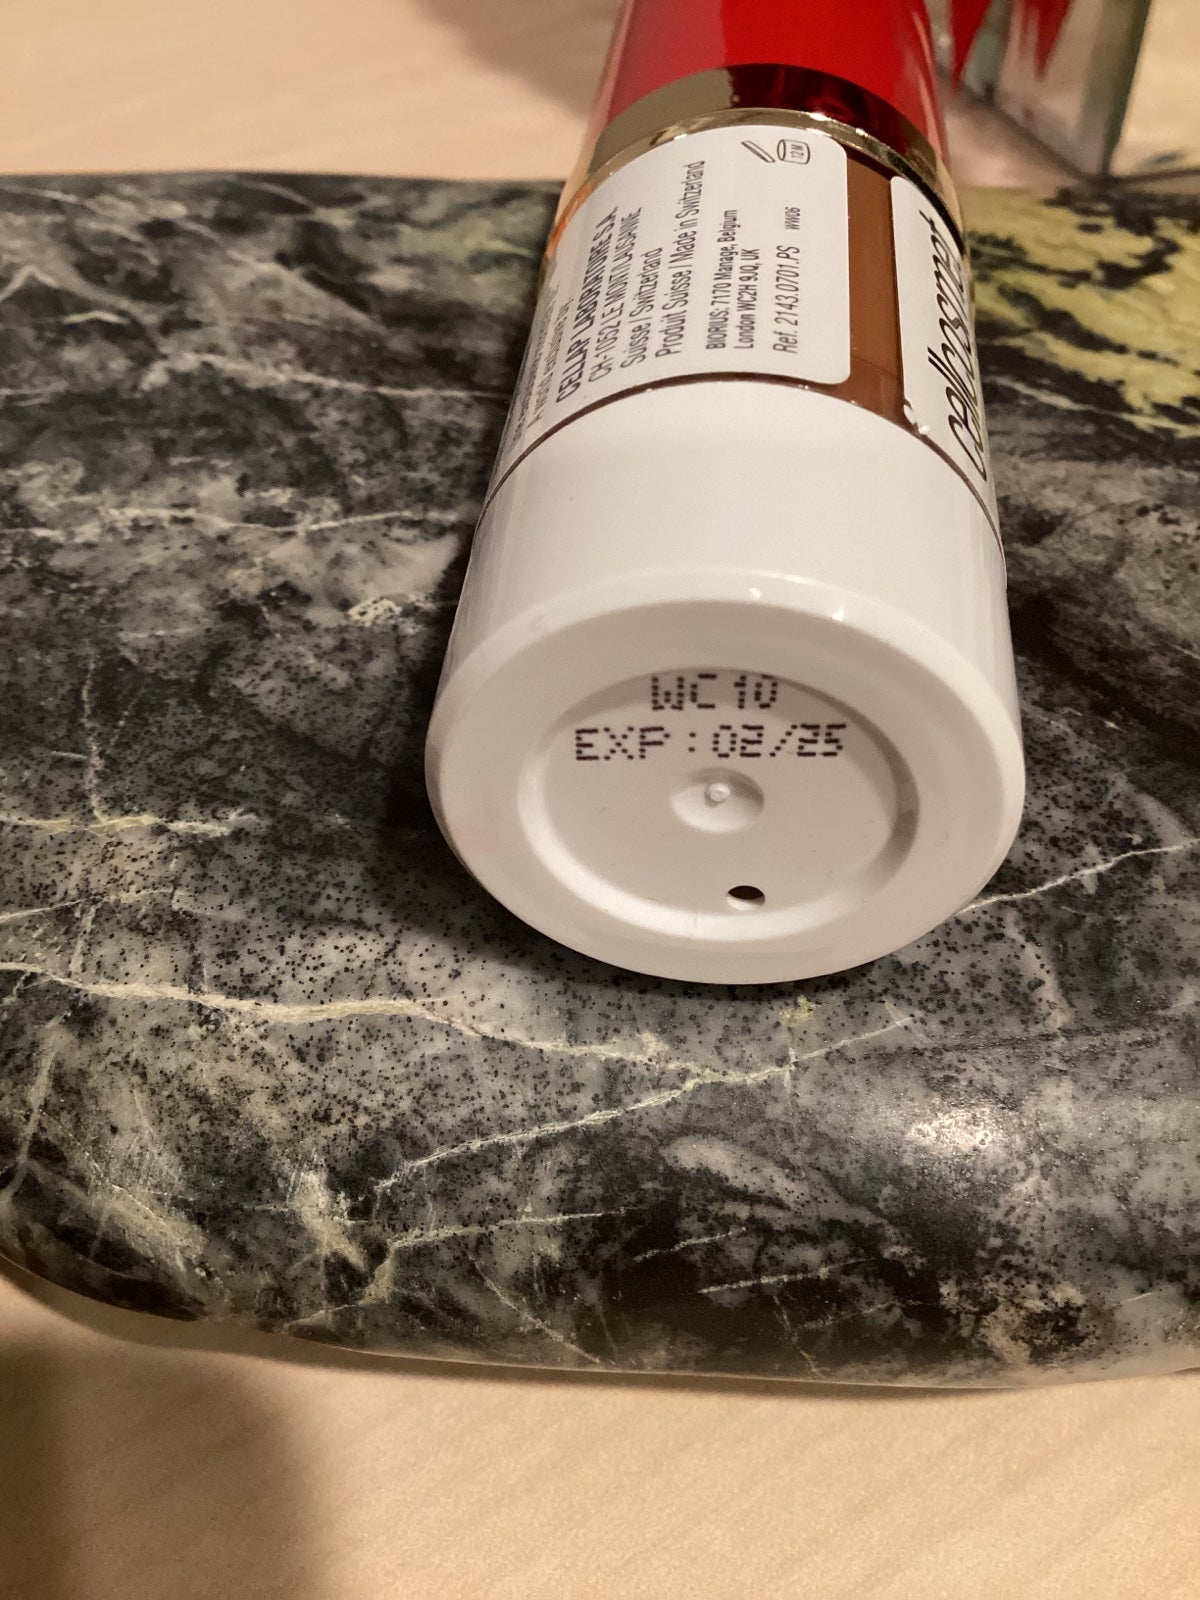 12M
CELLAP LABORATOIRE S.A.
CH-1052 LE MONT/LAUSANNE
Suisse / Switzerland
Produit Suisse / Made in Switzerland
BIORIUS: 7170 Manage, Belgium
London WC2H 9JQ, UK
Ref. 2143.0701.PS WW06
cellcosmet
WC10
EXP:02/25